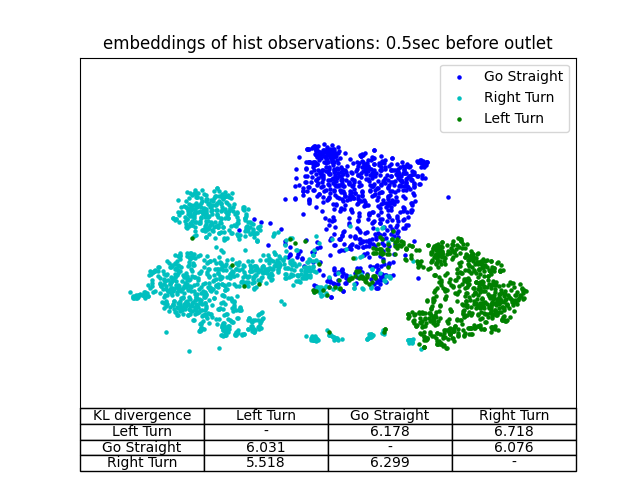 embeddings of hist observations: 0.5sec before outlet
Go Straight
Right Turn
Left Turn
KL divergence Left Turn Go Straight Right Turn
Left Turn - 6.178 6.718
Go Straight 6.031 - 6.076
Right Turn 5.518 6.299 -